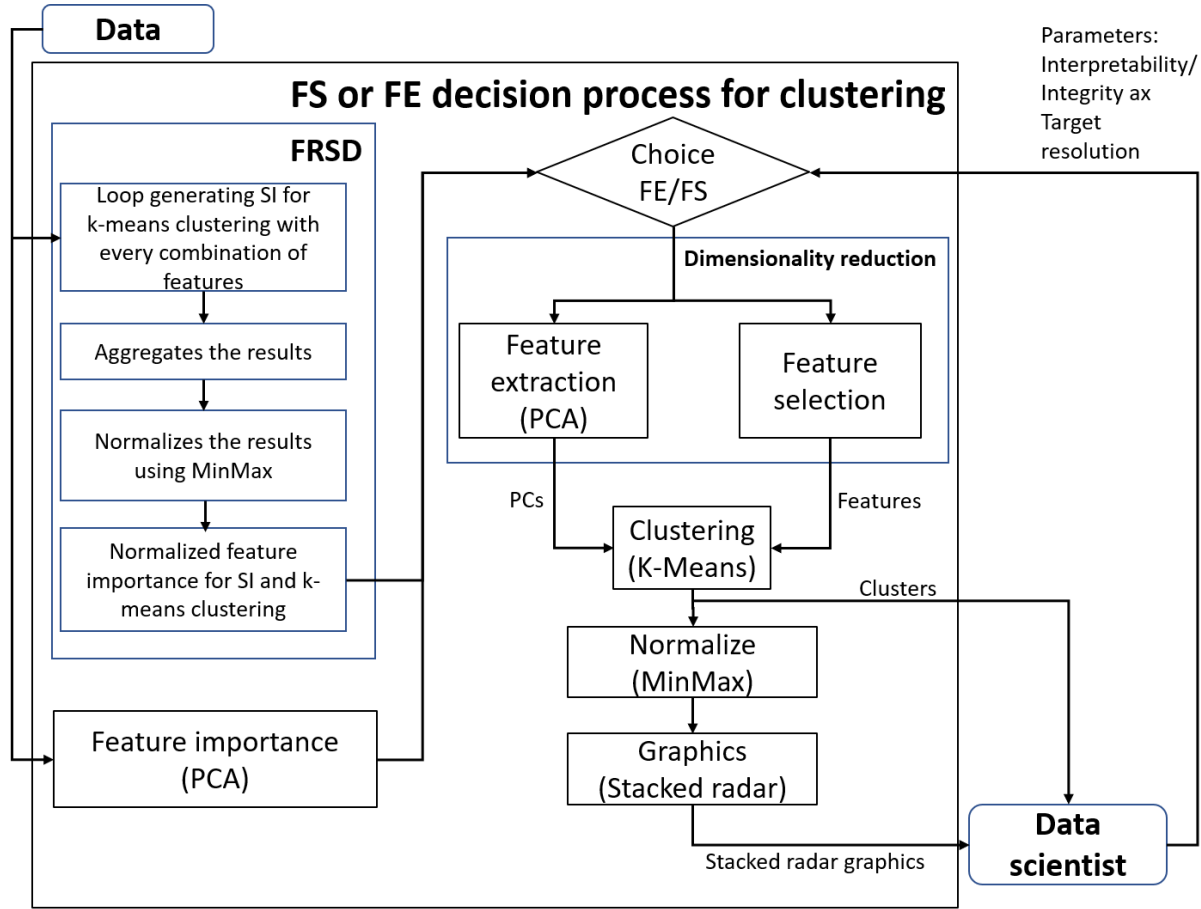 Data
Parameters:
Interpretability/
Integrity ax
Target
resolution
FS or FE decision process for clustering
FRSD
Loop generating SI for
k-means clustering with
every combination of
features
Aggregates the results
Normalizes the results
using MinMax
Normalized feature
importance for SI and k-
means clustering
Feature importance
(PCA)
Choice
FE/FS
Dimensionality reduction
Feature
extraction
(PCA)
Feature
selection
PCs
Features
Clustering
(K-Means)
Clusters
Normalize
(MinMax)
Graphics
(Stacked radar)
Stacked radar graphics
Data
scientist